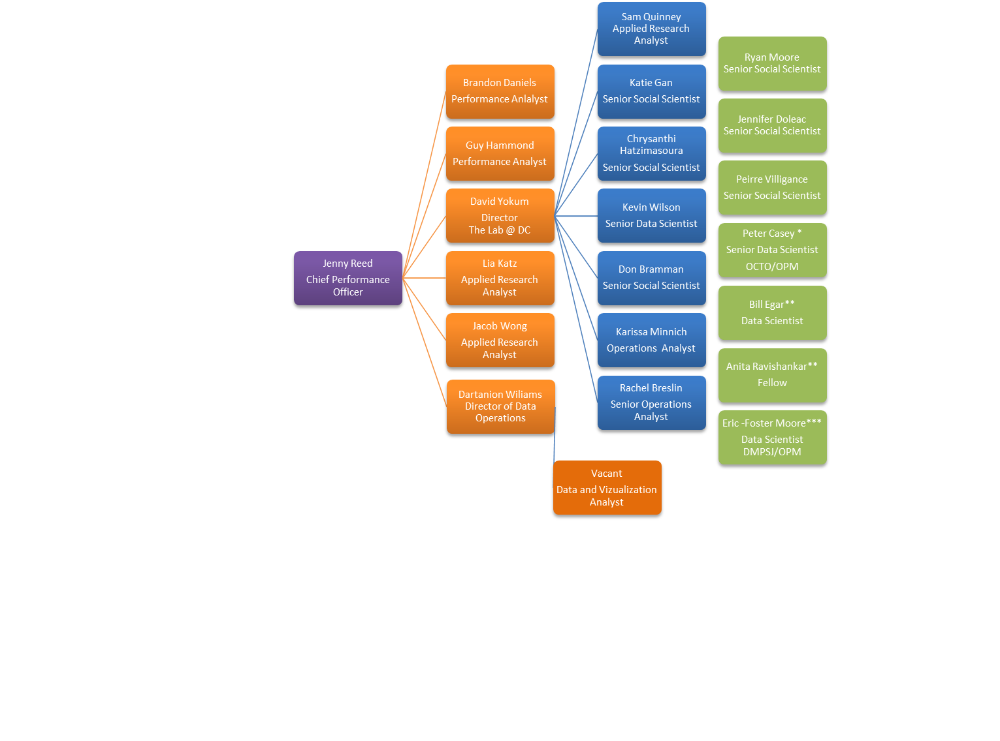 Jenny Reed
Chief Performance
Officer
Brandon Daniels
Performance Anlalyst
Guy Hammond
Performance Analyst
David Yokum
Director
The Lab @ DC
Lia Katz
Applied Research
Analyst
Jacob Wong
Applied Research
Analyst
Dartanion Wiliams
Director of Data
Operations
Vacant
Data and Vizualization
Analyst
Sam Quinney
Applied Research
Analyst
Katie Gan
Senior Social Scientist
Chrysanthi
Hatzimasoura
Senior Social Scientist
Kevin Wilson
Senior Data Scientist
Don Bramman
Senior Social Scientist
Karissa Minnich
Operations  Analyst
Rachel Breslin
Senior Operations
Analyst
Ryan Moore
Senior Social Scientist
Jennifer Doleac
Senior Social Scientist
Peirre Villigance
Senior Social Scientist
Peter Casey *
Senior Data Scientist
OCTO/OPM
Bill Egar**
Data Scientist
Anita Ravishankar**
Fellow
Eric -Foster Moore***
Data Scientist
DMPSJ/OPM